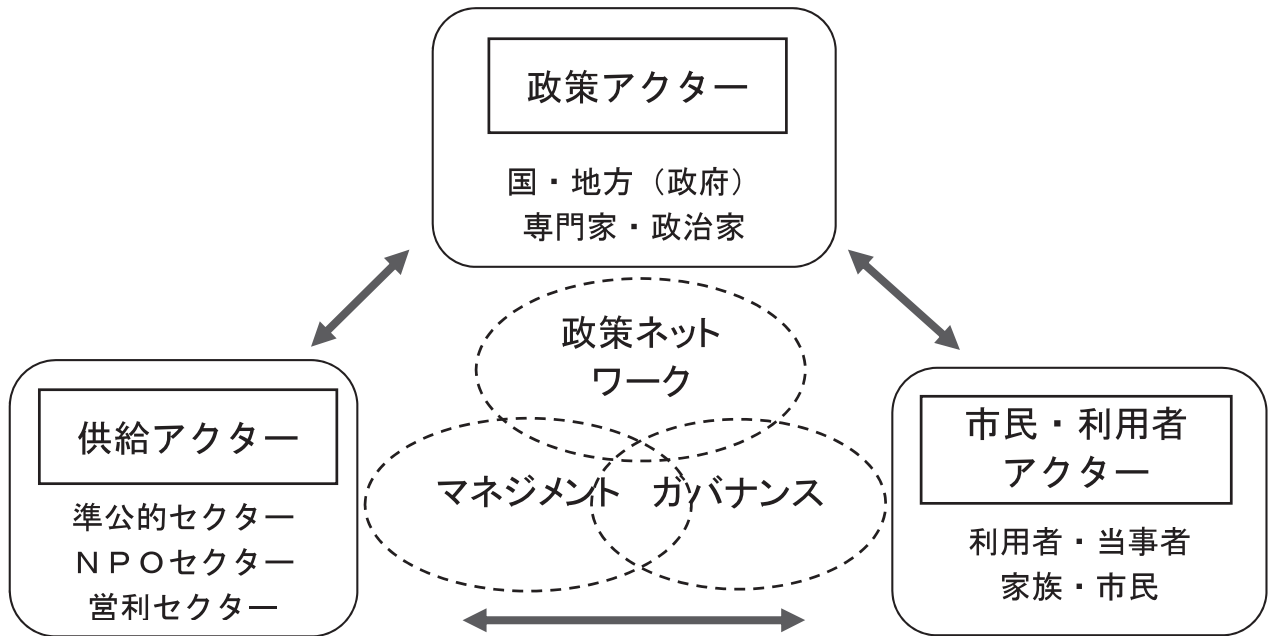 政策アクター
国・地方（政府）
専門家・政治家
政策ネット
ワーク
供給アクター
準公的セクター
ＮＰＯセクター
営利セクター
マネジメント
ガバナンス
市民・利用者
アクター
利用者・当事者
家族・市民